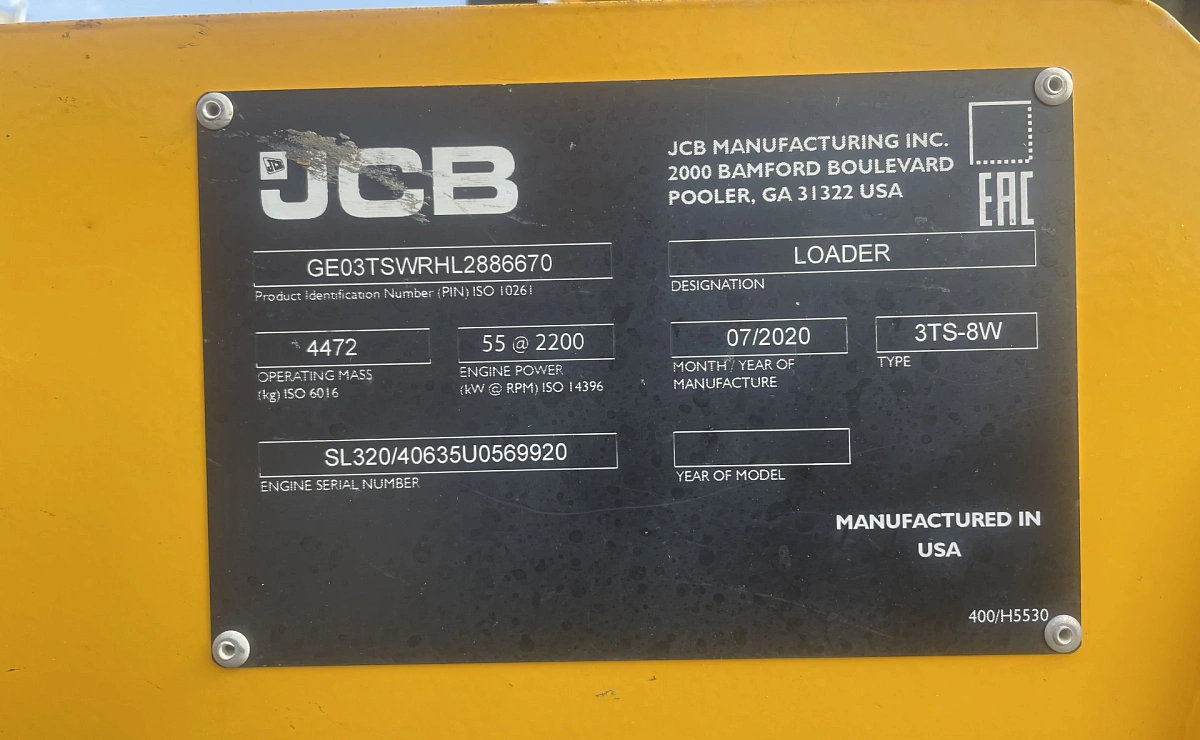 JCB
JCB MANUFACTURING INC.
2000 BAMFORD BOULEVARD
POOLER, GA 31322 USA
EAC
GE03TSWRHL2886670
Product Identification Number (PIN) ISO 10261
LOADER
DESIGNATION
4472
OPERATING MASS
(kg) ISO 6016
55 @ 2200
ENGINE POWER
(kW @ RPM) ISO 14396
07/2020
MONTH / YEAR OF
MANUFACTURE
3TS-8W
TYPE
SL320/40635U0569920
ENGINE SERIAL NUMBER
YEAR OF MODEL
MANUFACTURED IN
USA
400/H5530